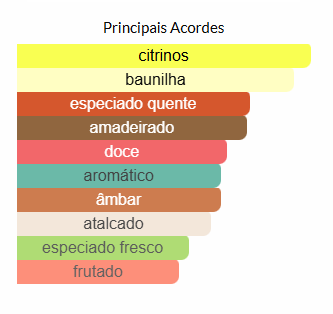 Principais Acordes
citrinos
baunilha
especiado quente
amadeirado
doce
aromático
âmbar
atalcado
especiado fresco
frutado